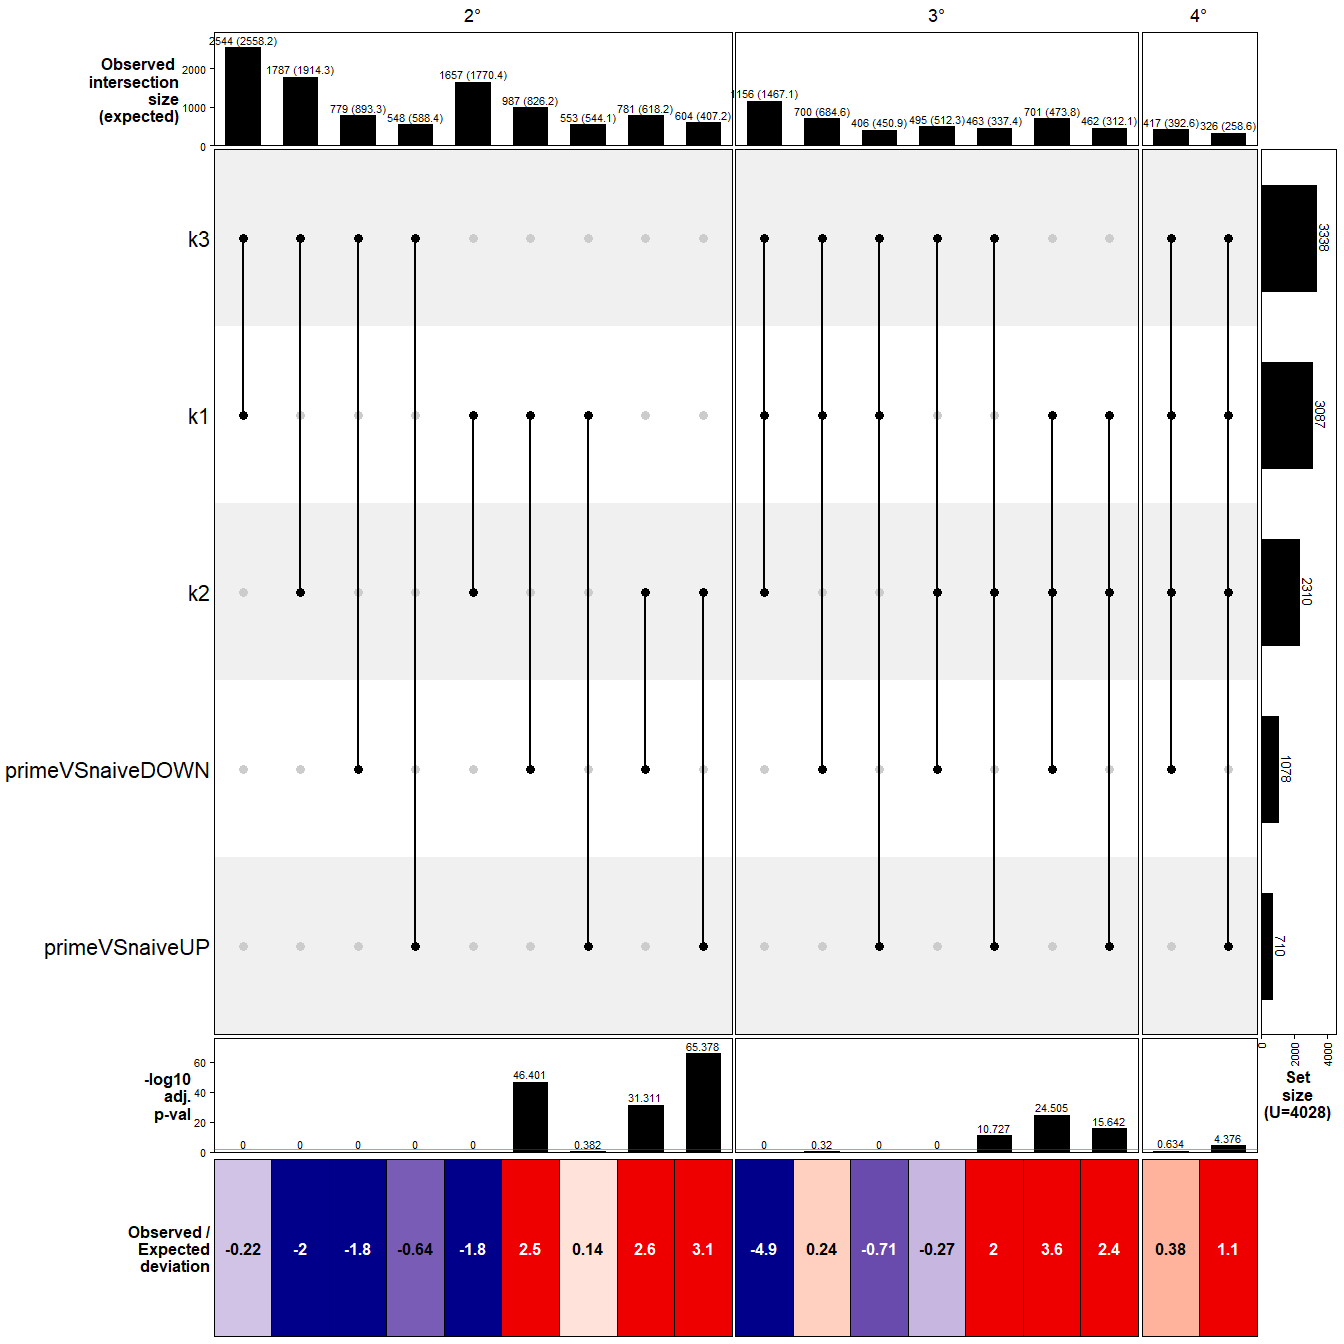 2° 3° 4°
Observed
intersection
size
(expected)
2000
1000
0
2544 (2558.2)
1787 (1914.3)
779 (893.3)
548 (588.4)
1657 (1770.4)
987 (826.2)
553 (544.1)
781 (618.2)
604 (407.2)
1156 (1467.1)
700 (684.6)
406 (450.9)
495 (512.3)
463 (337.4)
701 (473.8)
462 (312.1)
417 (392.6)
326 (258.6)
k3
k1
k2
primeVSnaiveDOWN
primeVSnaiveUP
3338
3087
2310
1078
710
0
2000
4000
Set
size
(U=4028)
-log10
adj.
p-val
60
40
20
0
0 0 0 0 0 46.401 0.382 31.311 65.378 0 0.32 0 0 10.727 24.505 15.642 0.634 4.376
Observed /
Expected
deviation
-0.22 -2 -1.8 -0.64 -1.8 2.5 0.14 2.6 3.1 -4.9 0.24 -0.71 -0.27 2 3.6 2.4 0.38 1.1